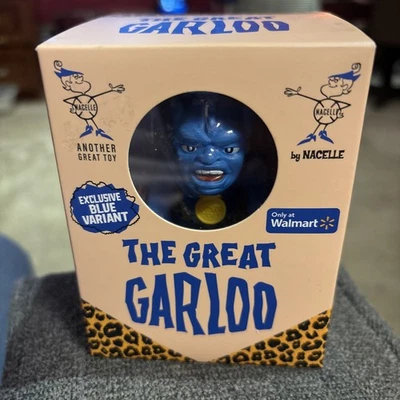 THE GREAT
GARLOO
NACELLE
ANOTHER
GREAT TOY
NACELLE
by NACELLE
EXCLUSIVE
BLUE
VARIANT
Only at
Walmart
THE GREAT
GARLOO